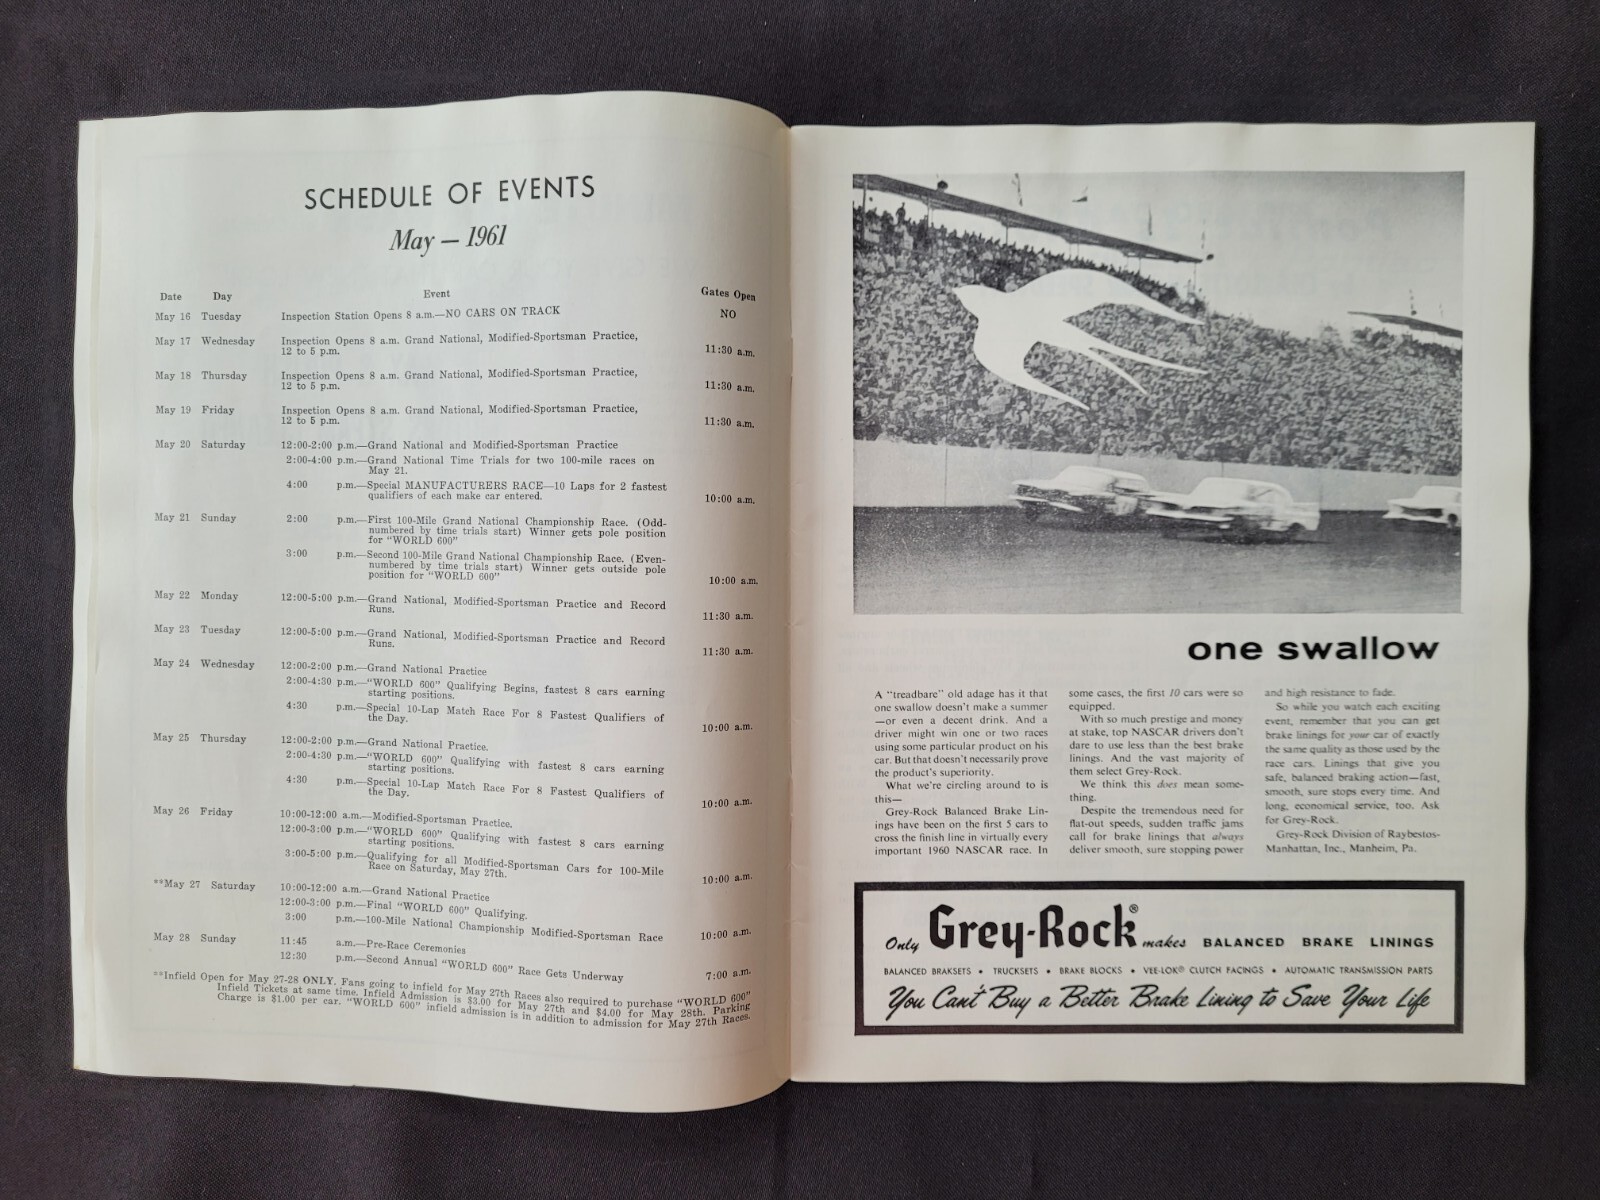 SCHEDULE OF EVENTS
May — 1961
Date Day Event Gates Open
May 16 Tuesday Inspection Station Opens 8 a.m.—NO CARS ON TRACK NO
May 17 Wednesday Inspection Opens 8 a.m. Grand National, Modified-Sportsman Practice,
12 to 5 p.m. 11:30 a.m.
May 18 Thursday Inspection Opens 8 a.m. Grand National, Modified-Sportsman Practice,
12 to 5 p.m. 11:30 a.m.
May 19 Friday Inspection Opens 8 a.m. Grand National, Modified-Sportsman Practice,
12 to 5 p.m. 11:30 a.m.
May 20 Saturday 12:00-2:00 p.m.—Grand National and Modified-Sportsman Practice
2:00-4:00 p.m.—Grand National Time Trials for two 100-mile races on
May 21.
4:00 p.m.—Special MANUFACTURERS RACE—10 Laps for 2 fastest
qualifiers of each make car entered. 10:00 a.m.
May 21 Sunday 2:00 p.m.—First 100-Mile Grand National Championship Race. (Odd-
numbered by time trials start) Winner gets pole position
for "WORLD 600"
3:00 p.m.—Second 100-Mile Grand National Championship Race. (Even-
numbered by time trials start) Winner gets outside pole
position for "WORLD 600" 10:00 a.m.
May 22 Monday 12:00-5:00 p.m.—Grand National, Modified-Sportsman Practice and Record
Runs. 11:30 a.m.
May 23 Tuesday 12:00-5:00 p.m.—Grand National, Modified-Sportsman Practice and Record
Runs. 11:30 a.m.
May 24 Wednesday 12:00-2:00 p.m.—Grand National Practice
2:00-4:30 p.m.—"WORLD 600" Qualifying Begins, fastest 8 cars earning
starting positions.
4:30 p.m.—Special 10-Lap Match Race For 8 Fastest Qualifiers of
the Day. 10:00 a.m.
May 25 Thursday 12:00-2:00 p.m.—Grand National Practice.
2:00-4:30 p.m.—"WORLD 600" Qualifying with fastest 8 cars earning
starting positions.
4:30 p.m.—Special 10-Lap Match Race For 8 Fastest Qualifiers of
the Day. 10:00 a.m.
May 26 Friday 10:00-12:00 a.m.—Modified-Sportsman Practice.
12:00-3:00 p.m.—"WORLD 600" Qualifying with fastest 8 cars earning
starting positions.
3:00-5:00 p.m.—Qualifying for all Modified-Sportsman Cars for 100-Mile
Race on Saturday, May 27th. 10:00 a.m.
**May 27 Saturday 10:00-12:00 a.m.—Grand National Practice
12:00-3:00 p.m.—Final "WORLD 600" Qualifying.
3:00 p.m.—100-Mile National Championship Modified-Sportsman Race 10:00 a.m.
May 28 Sunday 11:45 a.m.—Pre-Race Ceremonies
12:30 p.m.—Second Annual "WORLD 600" Race Gets Underway 7:00 a.m.
**Infield Open for May 27-28 ONLY. Fans going to infield for May 27th Races also required to purchase "WORLD 600"
Infield Tickets at same time. Infield Admission is $3.00 for May 27th and $4.00 for May 28th. Parking
Charge is $1.00 per car. "WORLD 600" infield admission is in addition to admission for May 27th Races.
one swallow
A "treadbare" old adage has it that
one swallow doesn't make a summer
—or even a decent drink. And a
driver might win one or two races
using some particular product on his
car. But that doesn't necessarily prove
the product's superiority.
What we're circling around to is
this—
Grey-Rock Balanced Brake Lin-
ings have been on the first 5 cars to
cross the finish line in virtually every
important 1960 NASCAR race. In
some cases, the first 10 cars were so
equipped.
With so much prestige and money
at stake, top NASCAR drivers don't
dare to use less than the best brake
linings. And the vast majority of
them select Grey-Rock.
We think this does mean some-
thing.
Despite the tremendous need for
flat-out speeds, sudden traffic jams
call for brake linings that always
deliver smooth, sure stopping power
and high resistance to fade.
So while you watch each exciting
event, remember that you can get
brake linings for your car of exactly
the same quality as those used by the
race cars. Linings that give you
safe, balanced braking action—fast,
smooth, sure stops every time. And
long, economical service, too. Ask
for Grey-Rock.
Grey-Rock Division of Raybestos-
Manhattan, Inc., Manheim, Pa.
Only Grey-Rock® makes BALANCED BRAKE LININGS
BALANCED BRAKSETS • TRUCKSETS • BRAKE BLOCKS • VEE-LOK® CLUTCH FACINGS • AUTOMATIC TRANSMISSION PARTS
You Can't Buy a Better Brake Lining to Save Your Life